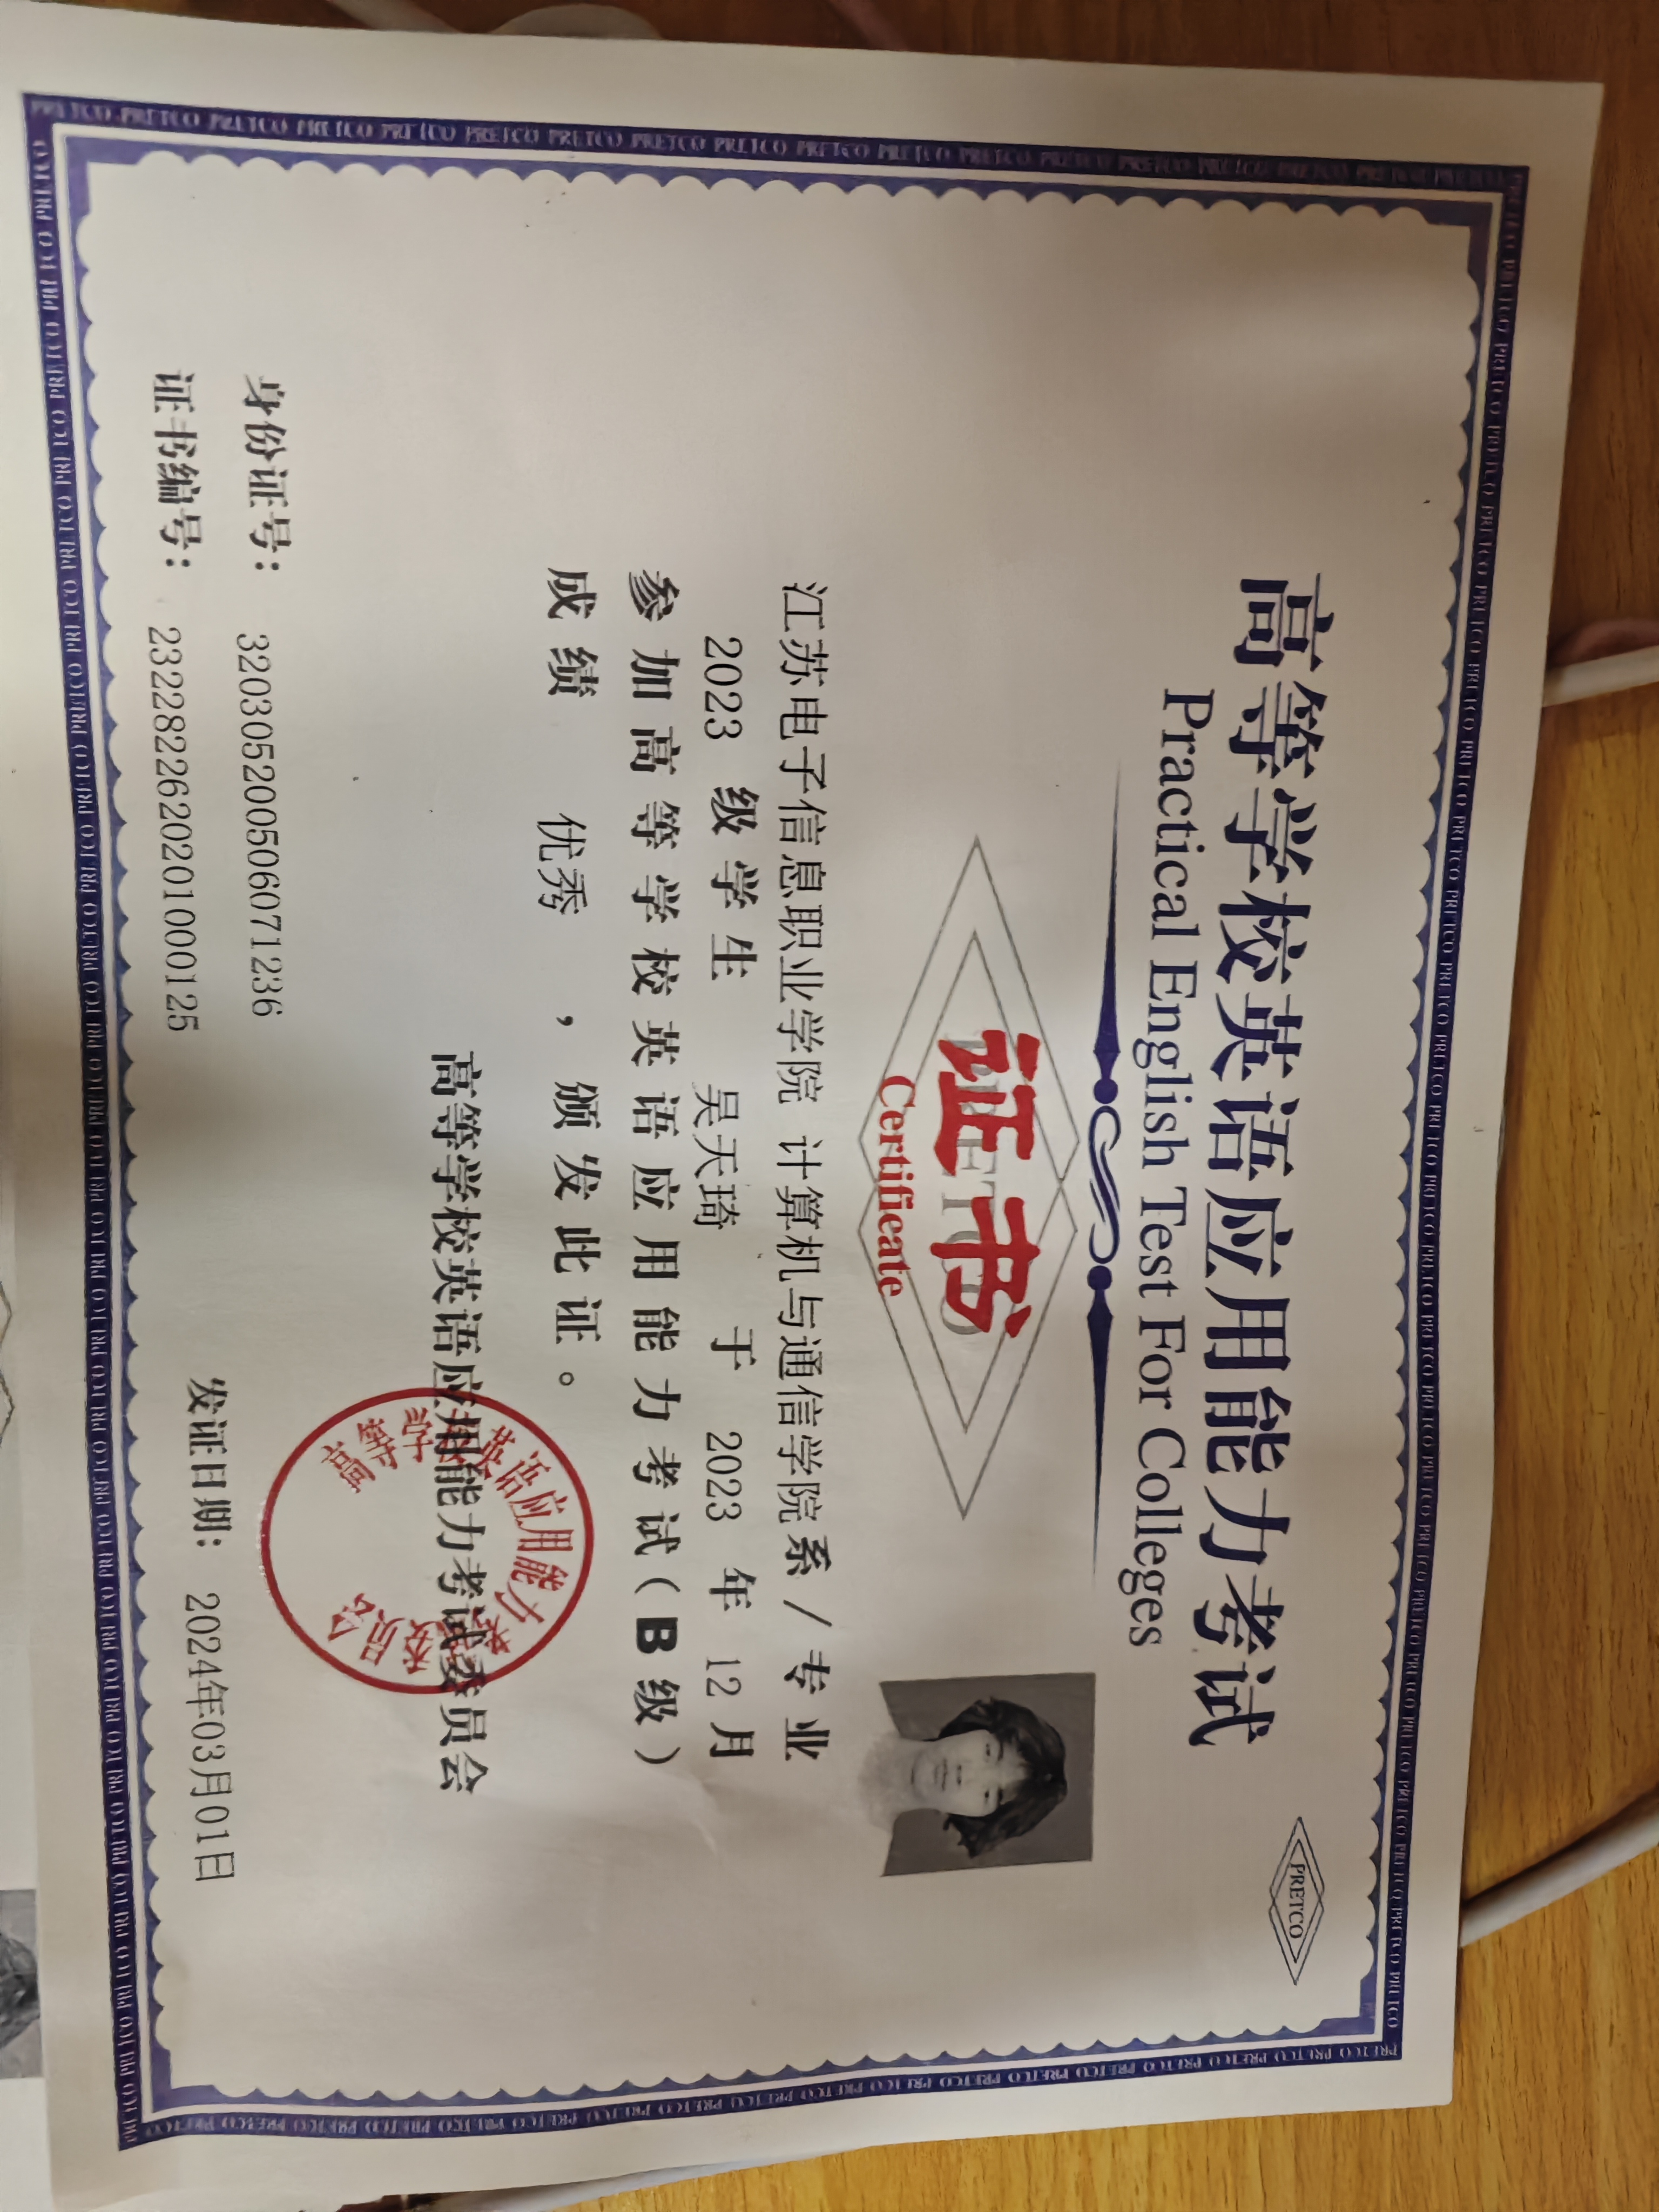 PRETCO
高等学校英语应用能力考试
Practical English Test For Colleges
PRETCO
证书
Certificate
江苏电子信息职业学院 计算机与通信学院系/专业
2023 级学生 吴天琦 于 2023 年 12 月
参加高等学校英语应用能力考试(B级)
成绩 优秀 ,颁发此证。
高等学校英语应用能力考试委员会
高等学校英语应用能力考试委员会
身份证号: 320305200506071236
证书编号: 232282262020100125
发证日期: 2024年03月01日